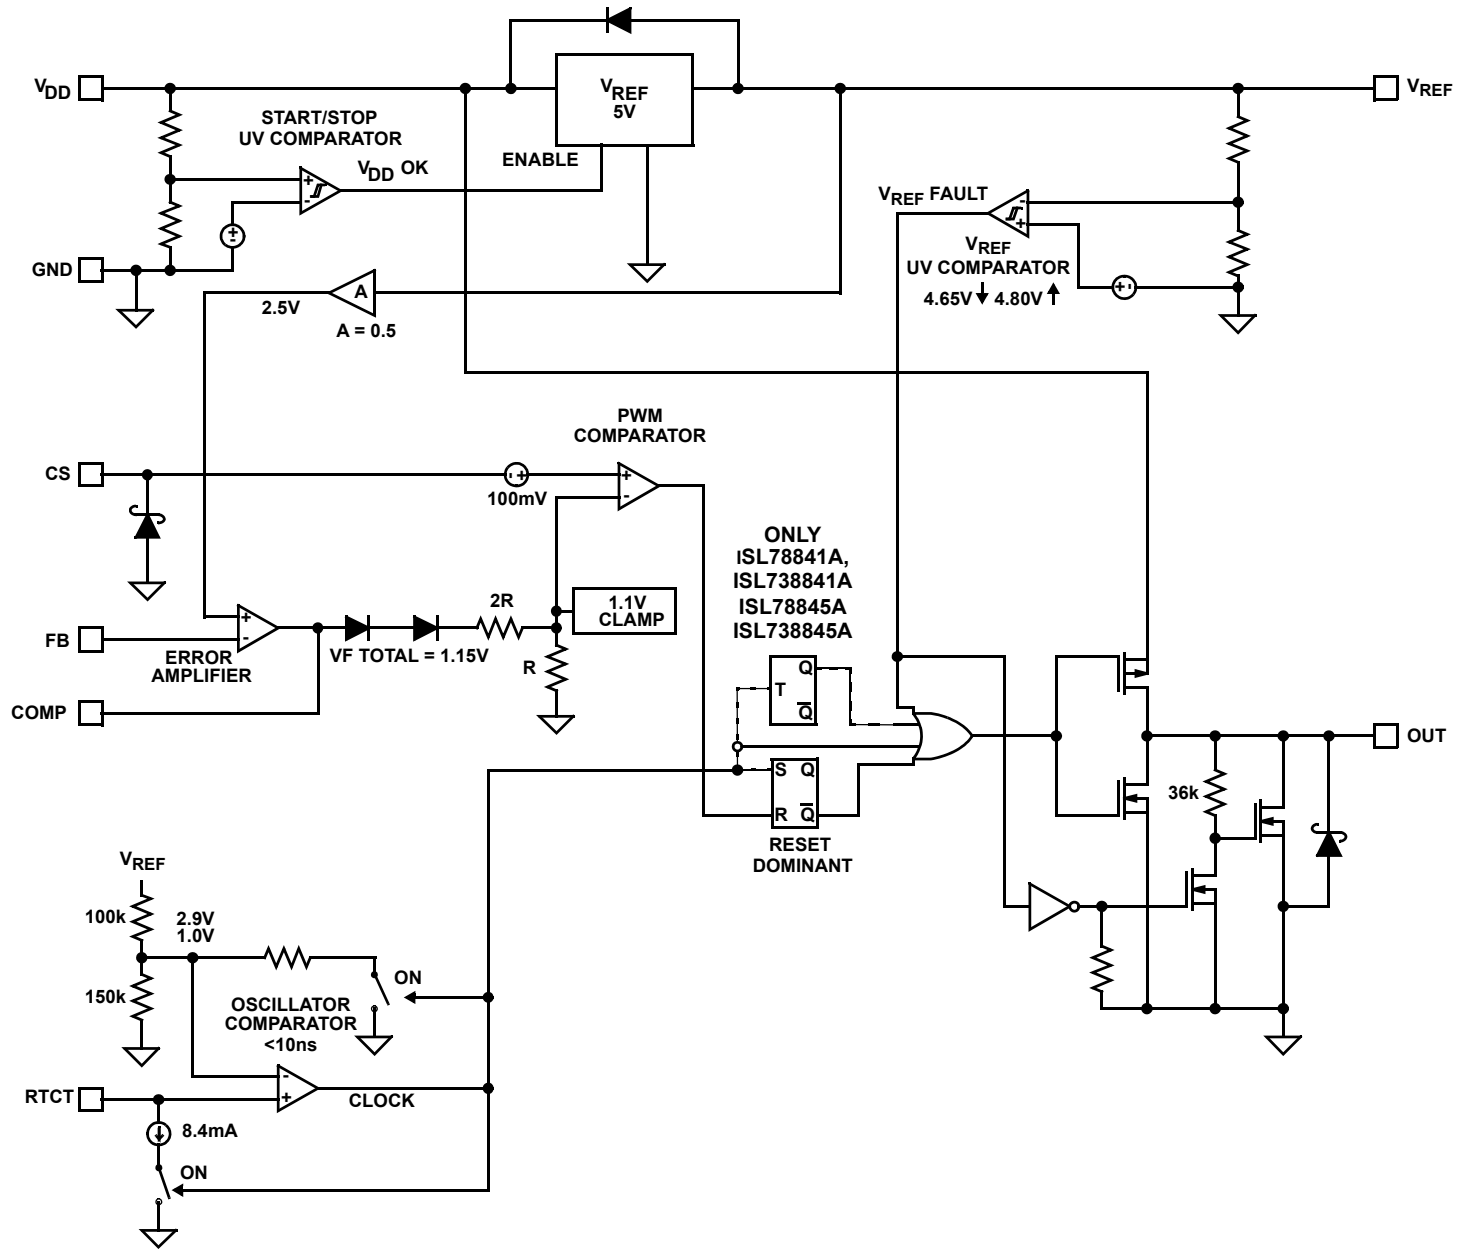 VDD
START/STOP
UV COMPARATOR
VDD OK
ENABLE
VREF
5V
VREF
VREF FAULT
- +
+ -
VREF
UV COMPARATOR
4.65V 4.80V
+ -
GND
2.5V
A
A = 0.5
PWM
COMPARATOR
CS
- +
100mV
+ -
ONLY
ISL78841A,
ISL738841A
ISL78845A
ISL738845A
1.1V
CLAMP
2R
R
+ -
FB
ERROR
AMPLIFIER
VF TOTAL = 1.15V
COMP
Q
T
Q
S Q
R Q
RESET
DOMINANT
OUT
36k
VREF
100k
2.9V
1.0V
150k
ON
OSCILLATOR
COMPARATOR
<10ns
- +
RTCT
CLOCK
8.4mA
ON